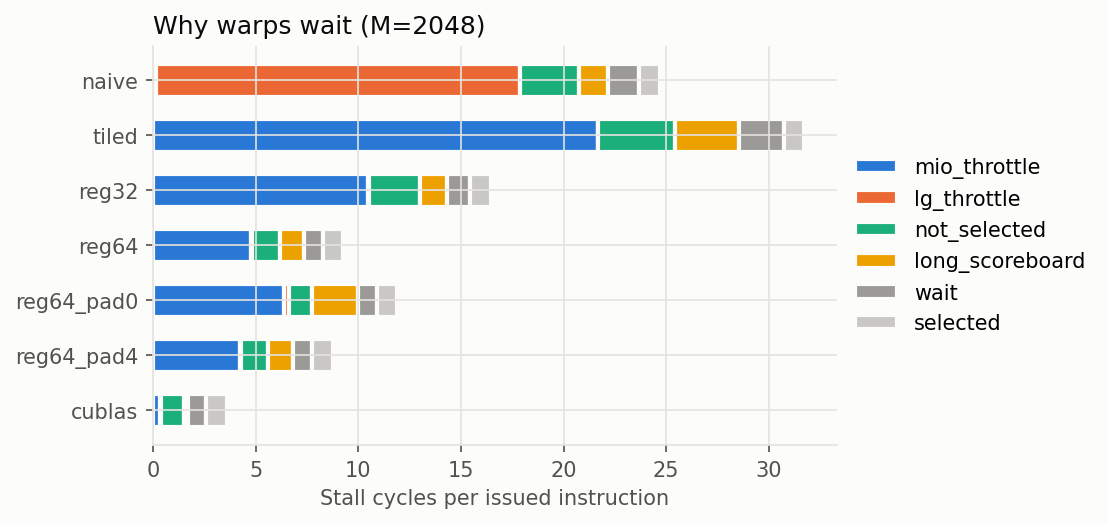 Why warps wait (M=2048)
naive
tiled
reg32
reg64
reg64_pad0
reg64_pad4
cublas
0 5 10 15 20 25 30
Stall cycles per issued instruction
mio_throttle
lg_throttle
not_selected
long_scoreboard
wait
selected